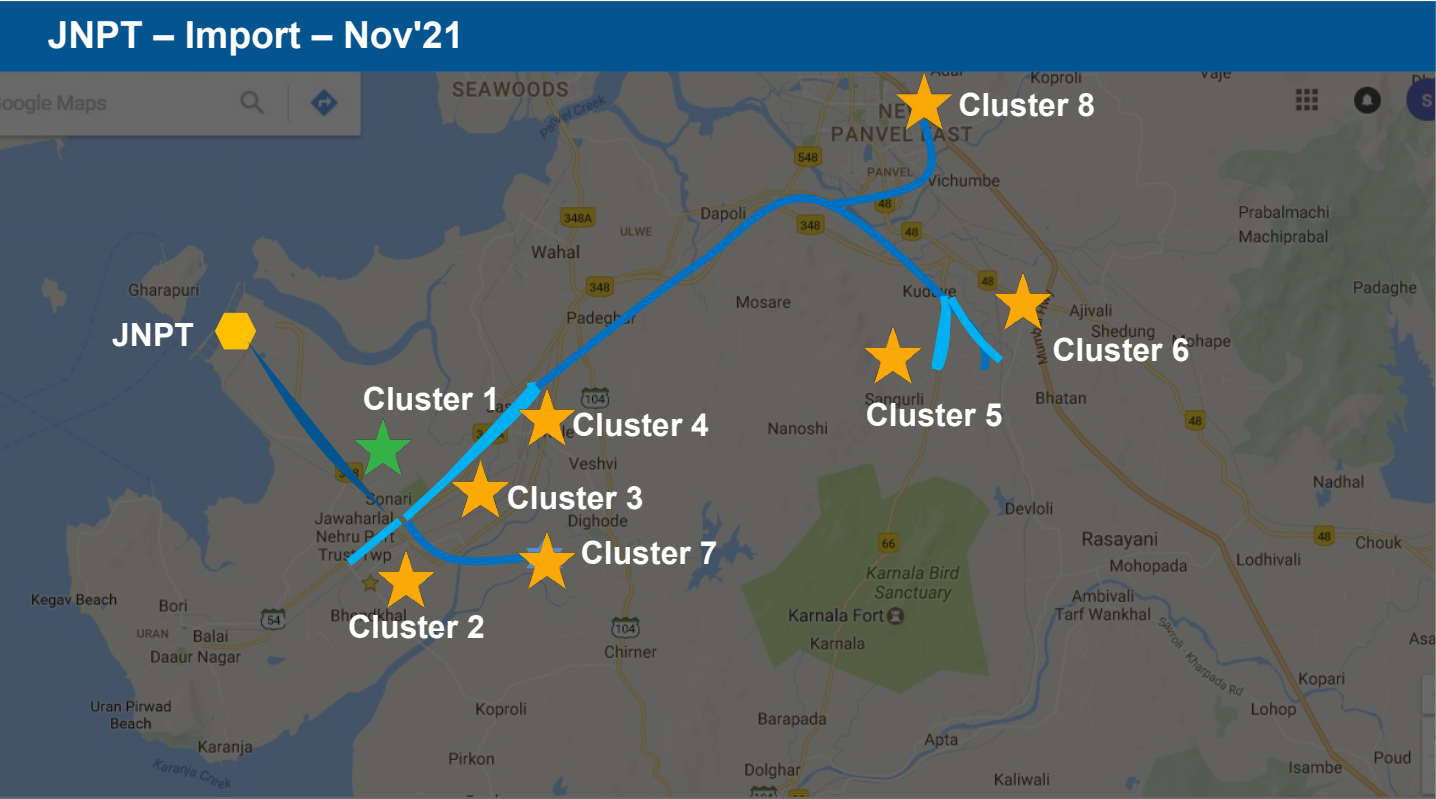 JNPT – Import – Nov'21
Google Maps
SEAWOODS
Panvel Creek
Koproli
Vaje
S
NEW
PANVEL EAST
Cluster 8
548
PANVEL
Vichumbe
48
348A
ULWE
Dapoli
348
48
Prabalmachi
Machiprabal
Wahal
Gharapuri
348
48
Padeghar
Mosare
Kudave
Ajivali
Padaghe
JNPT
Shedung
Mohape
Cluster 6
Cluster 1
104
Sangurli
Bhatan
Cluster 5
Cluster 4
Nanoshi
48
Veshvi
Sonari
Cluster 3
Nadhal
Jawaharlal
Nehru Port
Trust Twp
Dighode
Devloli
Cluster 7
66
Rasayani
48
Chouk
Mohopada
Lodhivali
Karnala Bird
Sanctuary
Kegav Beach
Bori
Ambivali
Tarf Wankhal
54
Bhendkhal
Karnala Fort
URAN
Balai
Cluster 2
104
Karnala
Daaur Nagar
Chirner
Sakroli - Kharpada Rd
Kopari
Uran Pirwad
Beach
Koproli
Barapada
Lohop
Karanja
Apta
Pirkon
Karanja Creek
Dolghar
Kaliwali
Isambe
Poud
104